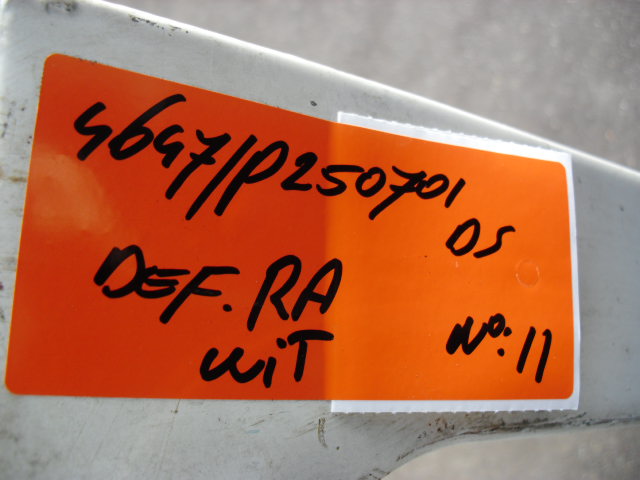 4647/P250701
DS
DEF. RA
WiT
No: 11